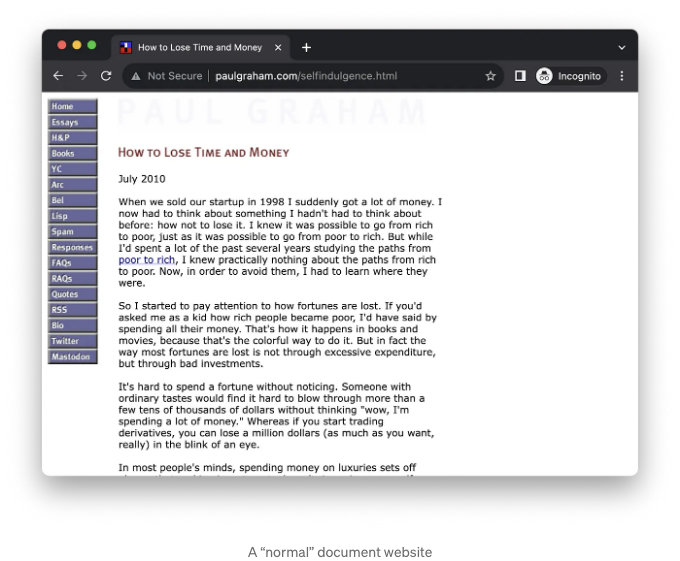 How to Lose Time and Money
Not Secure | paulgraham.com/selfindulgence.html
Incognito
Home
Essays
H&P
Books
YC
Arc
Bel
Lisp
Spam
Responses
FAQs
RAQs
Quotes
RSS
Bio
Twitter
Mastodon
PAUL GRAHAM
How to Lose Time and Money
July 2010
When we sold our startup in 1998 I suddenly got a lot of money. I
now had to think about something I hadn't had to think about
before: how not to lose it. I knew it was possible to go from rich
to poor, just as it was possible to go from poor to rich. But while
I'd spent a lot of the past several years studying the paths from
poor to rich, I knew practically nothing about the paths from rich
to poor. Now, in order to avoid them, I had to learn where they
were.
So I started to pay attention to how fortunes are lost. If you'd
asked me as a kid how rich people became poor, I'd have said by
spending all their money. That's how it happens in books and
movies, because that's the colorful way to do it. But in fact the
way most fortunes are lost is not through excessive expenditure,
but through bad investments.
It's hard to spend a fortune without noticing. Someone with
ordinary tastes would find it hard to blow through more than a
few tens of thousands of dollars without thinking "wow, I'm
spending a lot of money." Whereas if you start trading
derivatives, you can lose a million dollars (as much as you want,
really) in the blink of an eye.
In most people's minds, spending money on luxuries sets off
A “normal” document website